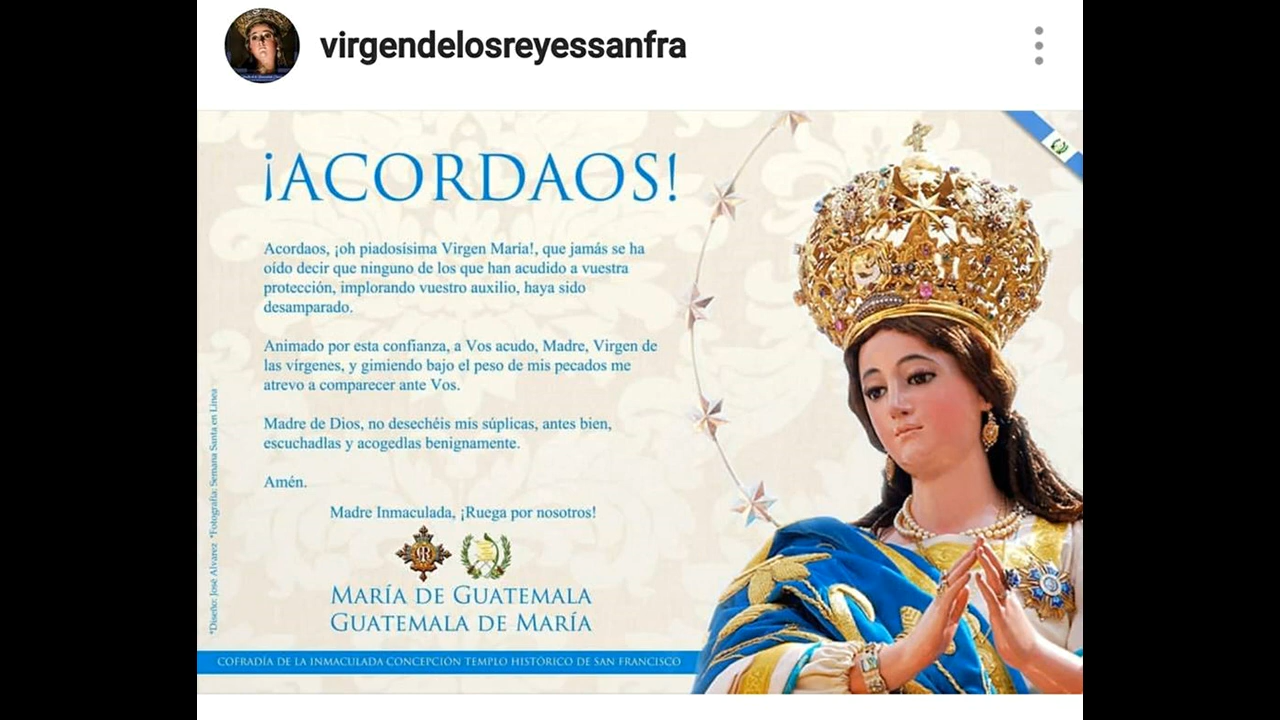 virgendelosreyessanfra
¡ACORDAOS!
Acordaos, ¡oh piadosísima Virgen María!, que jamás se ha
oído decir que ninguno de los que han acudido a vuestra
protección, implorando vuestro auxilio, haya sido
desamparado.
Animado por esta confianza, a Vos acudo, Madre, Virgen de
las vírgenes, y gimiendo bajo el peso de mis pecados me
atrevo a comparecer ante Vos.
Madre de Dios, no desechéis mis súplicas, antes bien,
escuchadlas y acogedlas benignamente.
Amén.
Madre Inmaculada, ¡Ruega por nosotros!
MARÍA DE GUATEMALA
GUATEMALA DE MARÍA
COFRADÍA DE LA INMACULADA CONCEPCIÓN TEMPLO HISTÓRICO DE SAN FRANCISCO
*Diseño: José Alvarez *Fotografía: Semana Santa en Línea